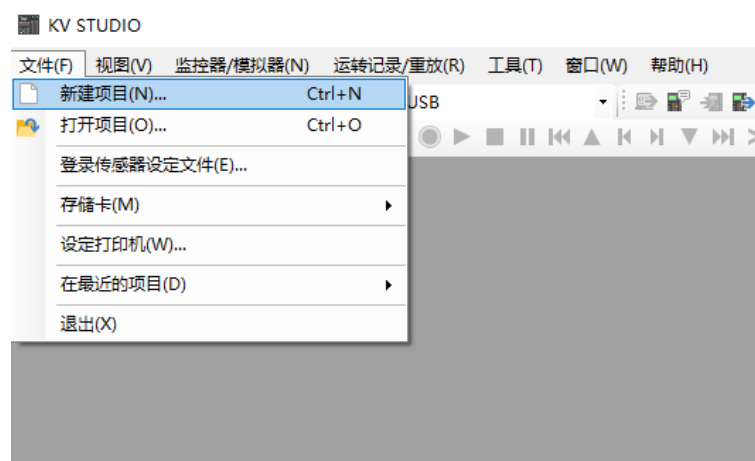 KV STUDIO
文件(F) 视图(V) 监控器/模拟器(N) 运转记录/重放(R) 工具(T) 窗口(W) 帮助(H)
新建项目(N)... Ctrl+N USB
打开项目(O)... Ctrl+O
登录传感器设定文件(E)...
存储卡(M)
设定打印机(W)...
在最近的项目(D)
退出(X)